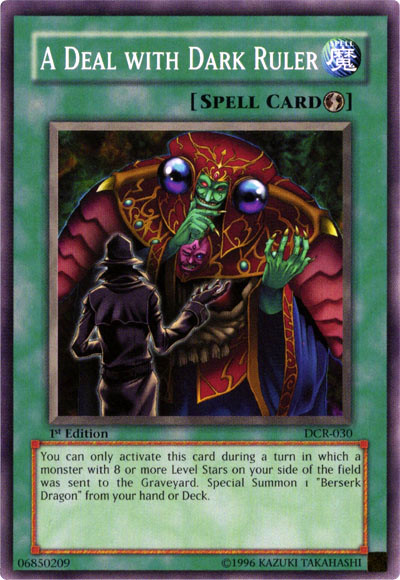 A Deal with Dark Ruler
SPELL
魔
[Spell Card]
1st Edition
DCR-030
You can only activate this card during a turn in which a
monster with 8 or more Level Stars on your side of the field
was sent to the Graveyard. Special Summon 1 "Berserk
Dragon" from your hand or Deck.
06850209
©1996 KAZUKI TAKAHASHI